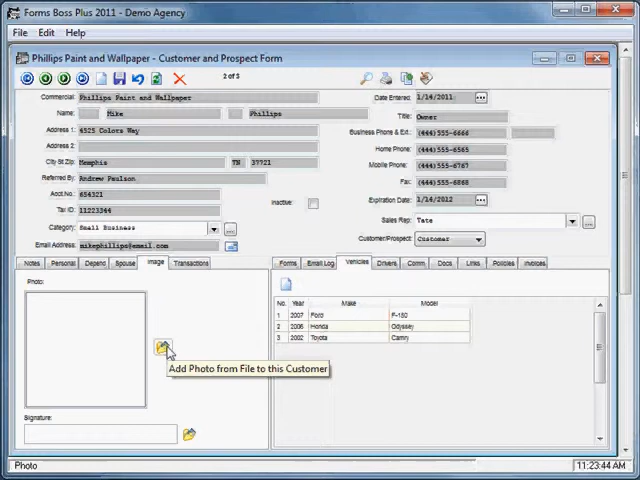 Forms Boss Plus 2011 - Demo Agency
File Edit Help
Phillips Paint and Wallpaper - Customer and Prospect Form
2 of 3
Commercial: Phillips Paint and Wallpaper
Date Entered: 1/14/2011
Name: Mike Phillips
Title: Owner
Address 1: 6525 Colors Way
Business Phone & Ext.: (444)555-6666
Address 2:
Home Phone: (444)555-6565
City St Zip: Memphis TN 37721
Mobile Phone: (444)555-6767
Referred By: Andrew Paulson
Fax: (444)555-6868
Acct.No.: 654321
Inactive:
Expiration Date: 1/14/2012
Tax ID: 11223344
Sales Rep: Tate
Category: Small Business
Customer/Prospect: Customer
Email Address: mikephillips@email.com
Notes Personal Depend Spouse Image Transactions
Forms Email Log Vehicles Drivers Comm Docs Links Policies Invoices
Photo:
No. Year Make Model
1 2007 Ford F-150
2 2006 Honda Odyssey
3 2002 Toyota Camry
Add Photo from File to this Customer
Signature:
Photo 11:23:44 AM